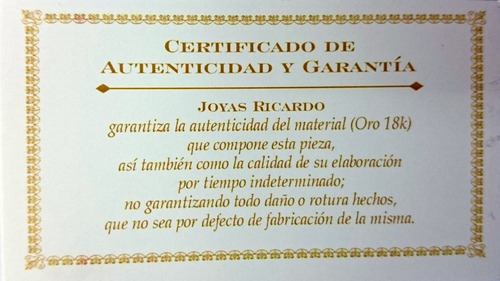 CERTIFICADO DE
AUTENTICIDAD Y GARANTÍA
JOYAS RICARDO
garantiza la autenticidad del material (Oro 18k)
que compone esta pieza,
así también como la calidad de su elaboración
por tiempo indeterminado;
no garantizando todo daño o rotura hechos,
que no sea por defecto de fabricación de la misma.